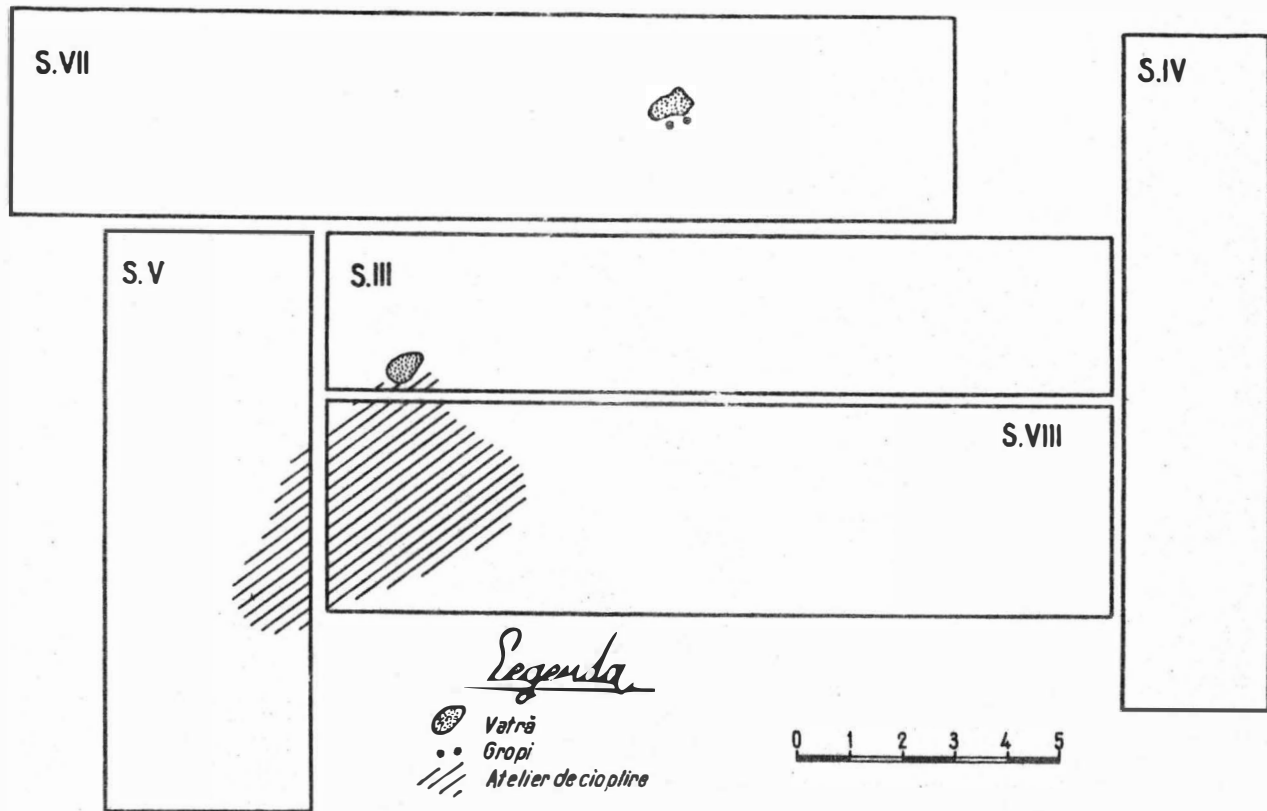 S.VII
S.IV
S.V
S.III
S.VIII
Legenda
Vatră
Gropi
Atelier de cioplire
0 1 2 3 4 5